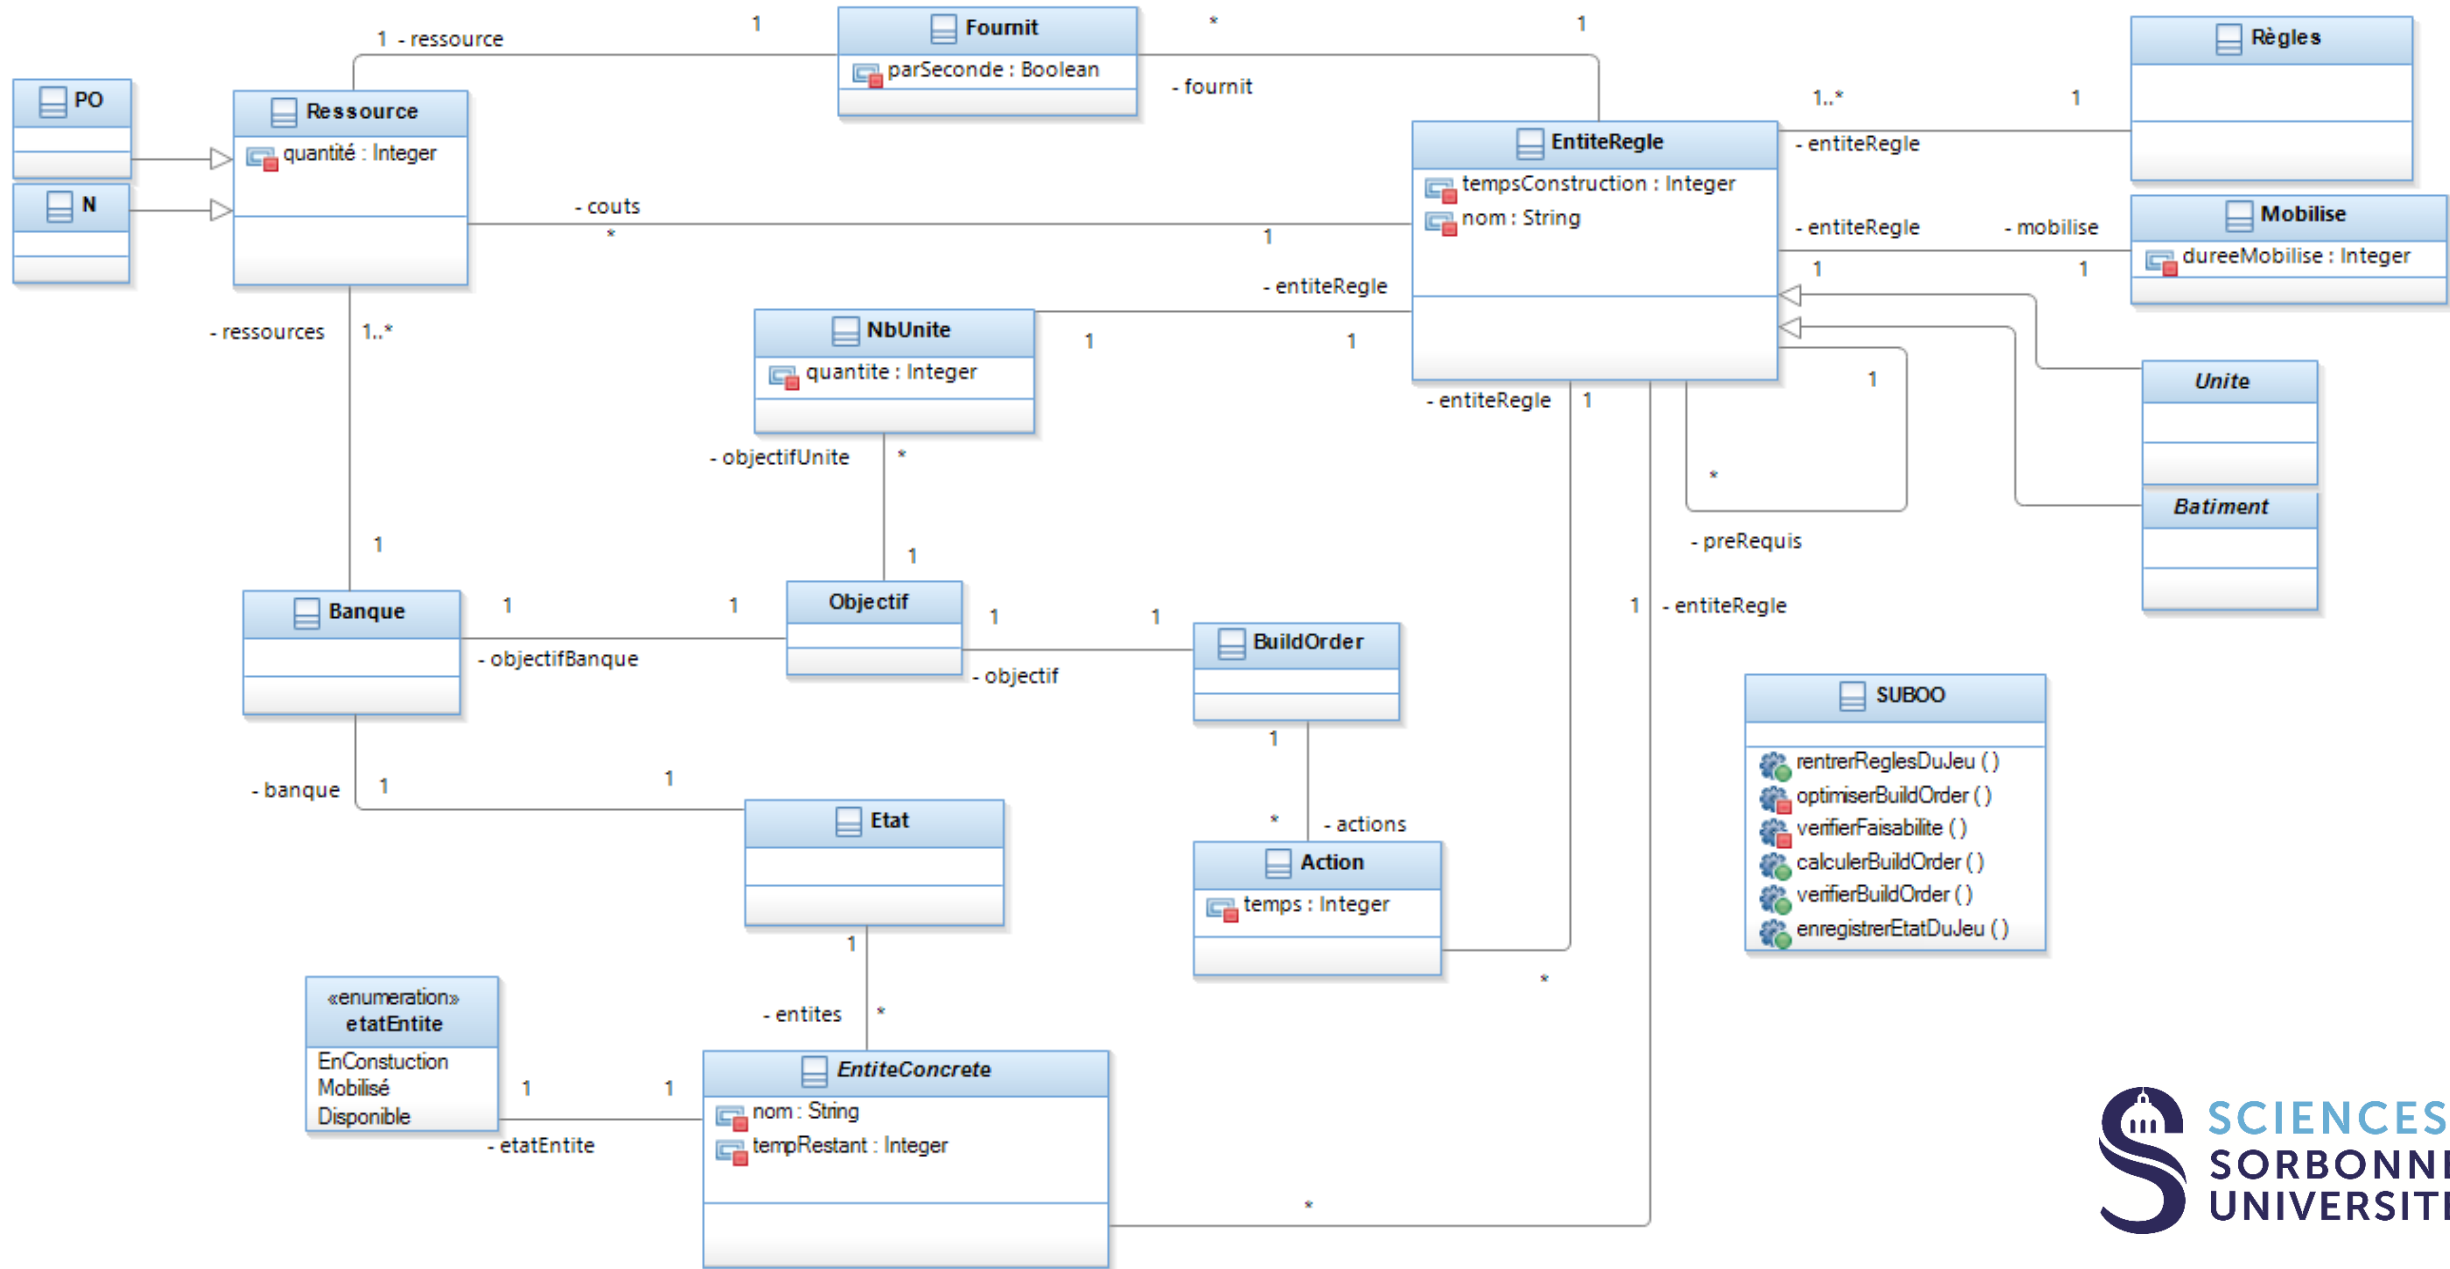 1
Fournit
*
1
Règles
1 - ressource
parSeconde : Boolean
- fournit
PO
Ressource
1..*
1
quantité : Integer
EntiteRegle
- entiteRegle
tempsConstruction : Integer
nom : String
N
- couts
*
1
- entiteRegle
- mobilise
Mobilise
1
1
dureeMobilise : Integer
- entiteRegle
- ressources
1..*
NbUnite
1
1
quantite : Integer
1
Unite
- entiteRegle
1
- objectifUnite
*
*
Batiment
- preRequis
1
1
Banque
1
1
Objectif
1
1
1
- entiteRegle
- objectifBanque
- objectif
BuildOrder
SUBOO
1
rentrerReglesDuJeu ( )
optimiserBuildOrder ( )
verifierFaisabilite ( )
calculerBuildOrder ( )
verifierBuildOrder ( )
enregistrerEtatDuJeu ( )
- banque
1
1
Etat
*
- actions
Action
temps : Integer
1
*
«enumeration»
etatEntite
EnConstuction
Mobilisé
Disponible
- entites
*
EntiteConcrete
nom : String
tempRestant : Integer
1
1
- etatEntite
*
SCIENCES
SORBONNE
UNIVERSITÉ